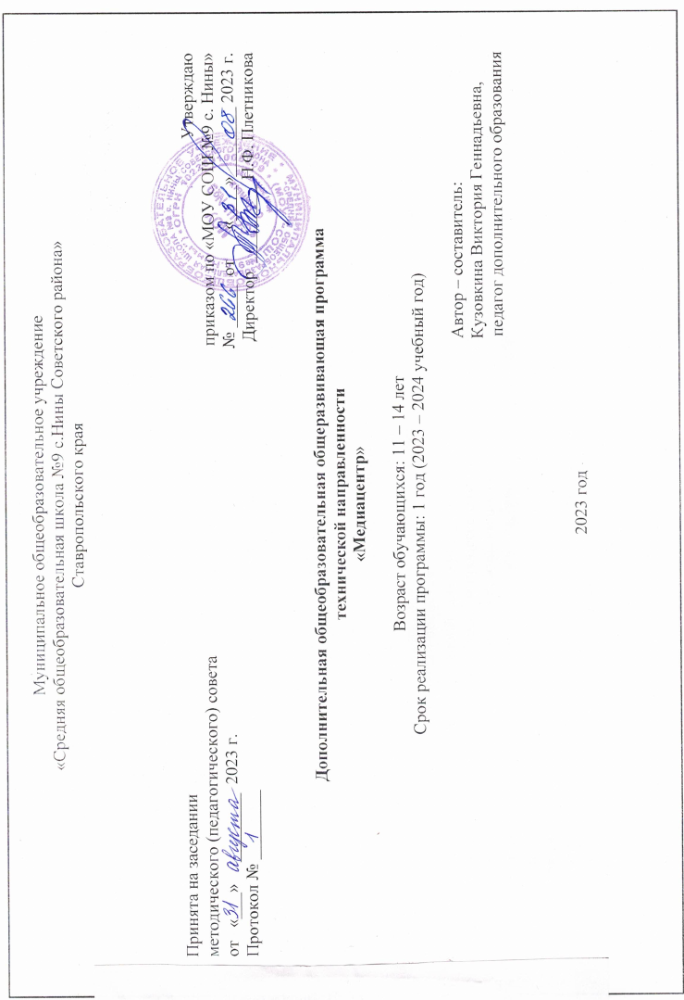 Муниципальное общеобразовательное учреждение
«Средняя общеобразовательная школа №9 с.Нины Советского района»
Ставропольского края
Принята на заседании
методического (педагогического) совета
от «31» августа 2023 г.
Протокол № 1
Утверждаю
приказом по «МОУ СОШ №9 с. Нины»
№ 266 от «31» 08 2023 г.
Директор Н.Ф. Плетникова
Дополнительная общеобразовательная общеразвивающая программа
технической направленности
«Медиацентр»
Возраст обучающихся: 11 – 14 лет
Срок реализации программы: 1 год (2023 – 2024 учебный год)
Автор – составитель:
Кузовкина Виктория Геннадьевна,
педагог дополнительного образования
2023 год